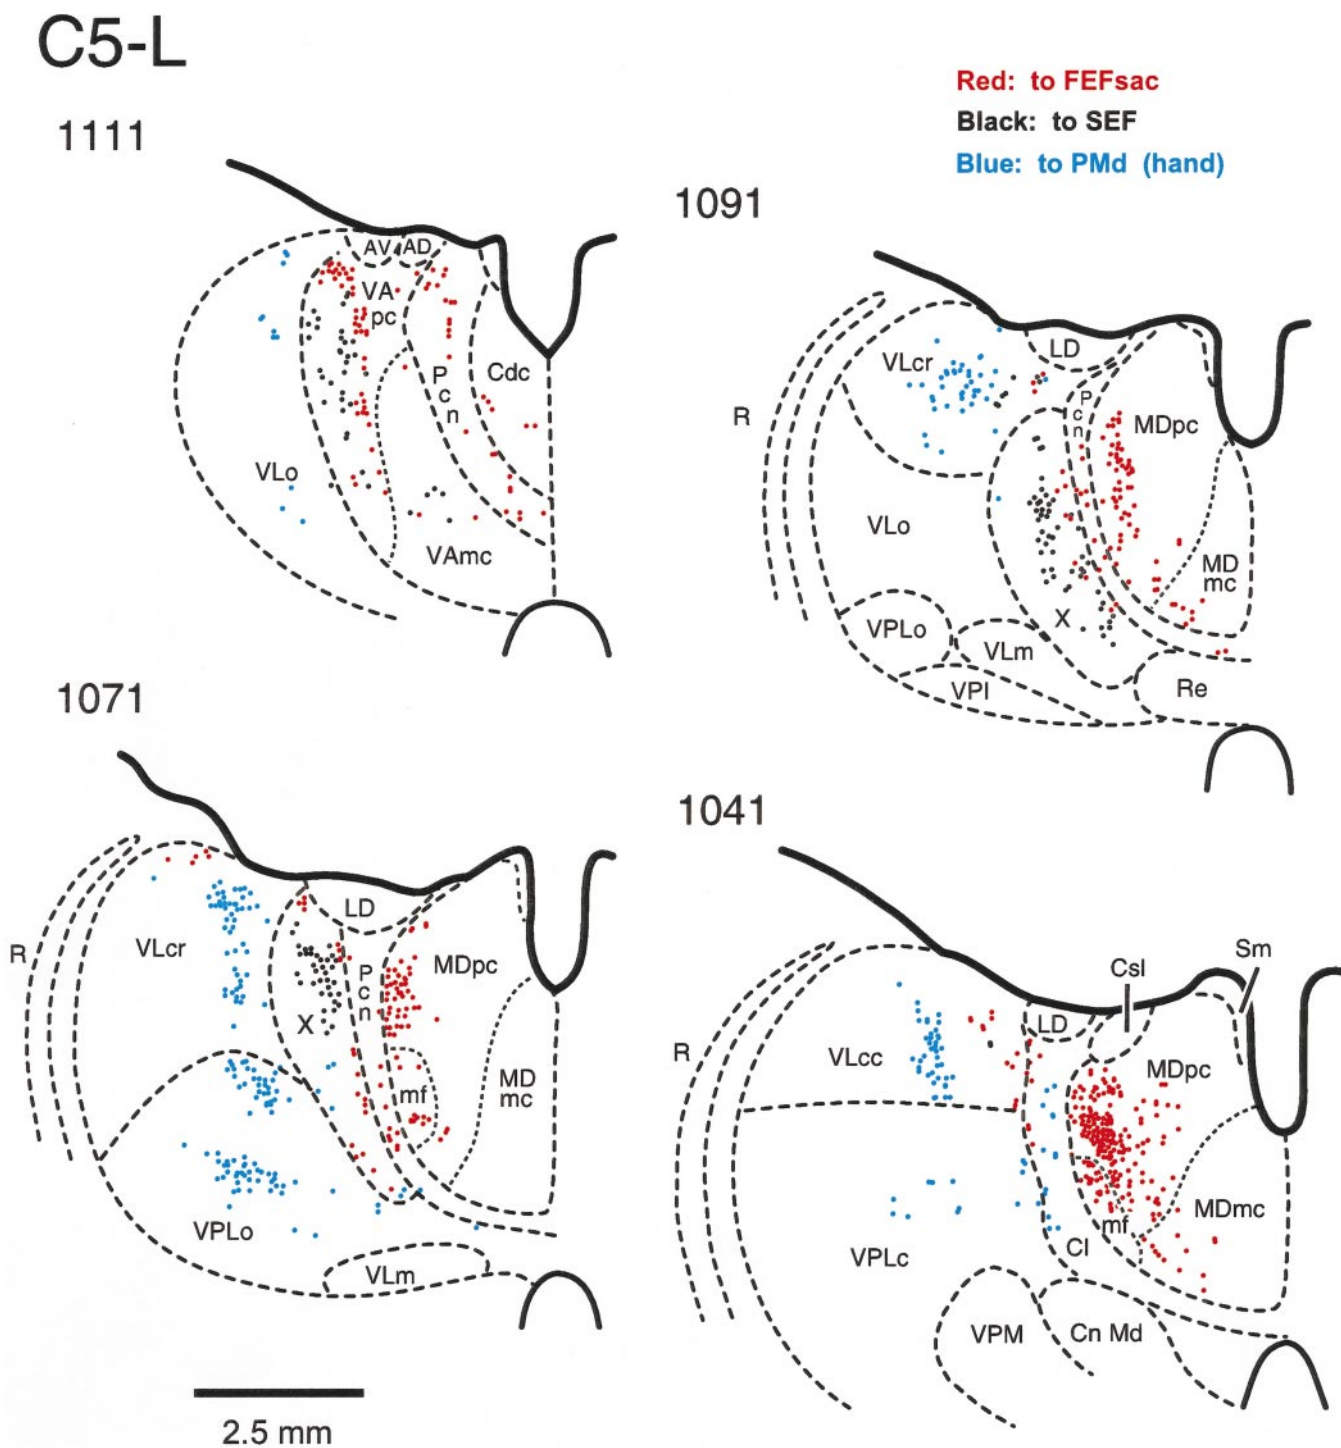 C5-L
Red: to FEFsac
Black: to SEF
Blue: to PMd (hand)
1111
AV
AD
VA
pc
P
c
n
Cdc
VLo
VAmc
1091
R
VLcr
LD
P
c
n
MDpc
VLo
MD
mc
VPLo
X
VLm
VPI
Re
1071
R
VLcr
LD
P
c
n
MDpc
X
mf
MD
mc
VPLo
VLm
1041
R
VLcc
LD
Csl
Sm
MDpc
VPLc
Cl
mf
MDmc
VPM
Cn Md
2.5 mm